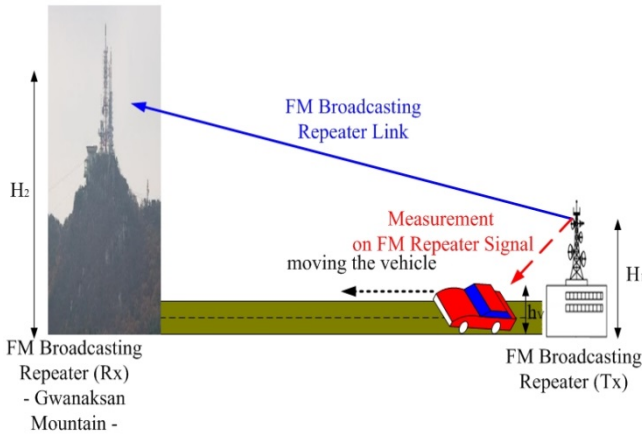 FM Broadcasting
Repeater Link
H2
Measurement
on FM Repeater Signal
moving the vehicle
H
hv
FM Broadcasting
Repeater (Rx)
- Gwanaksan
Mountain -
FM Broadcasting
Repeater (Tx)